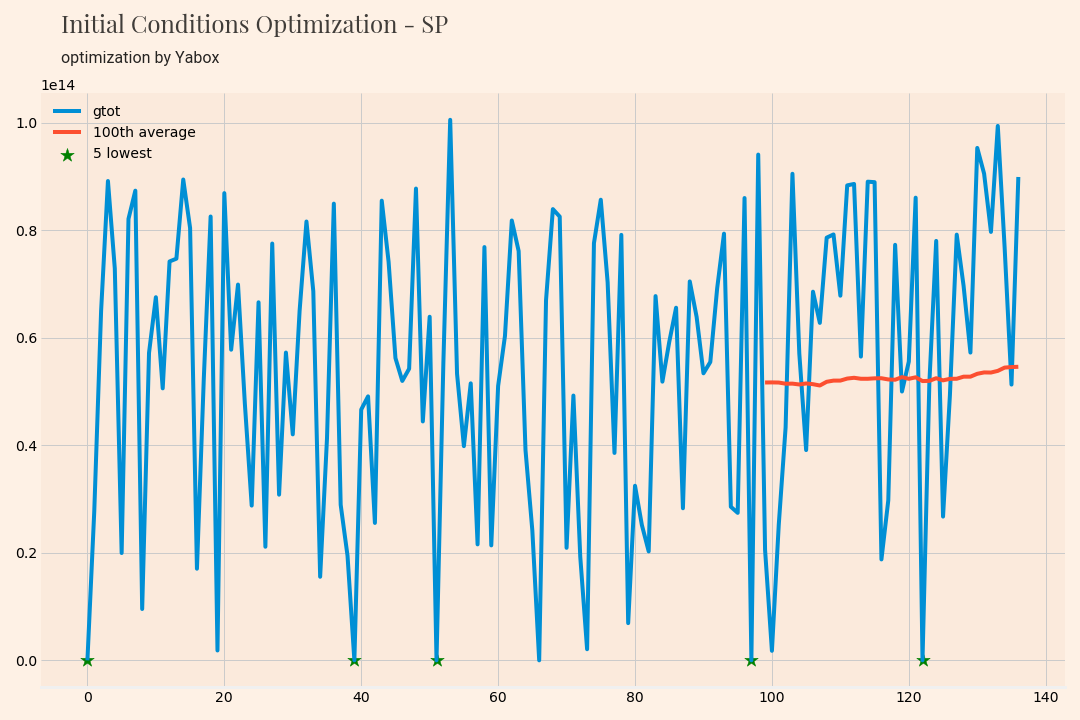 Initial Conditions Optimization - SP
optimization by Yabox
1e14
gtot
100th average
5 lowest
1.0
0.8
0.6
0.4
0.2
0.0
0 20 40 60 80 100 120 140